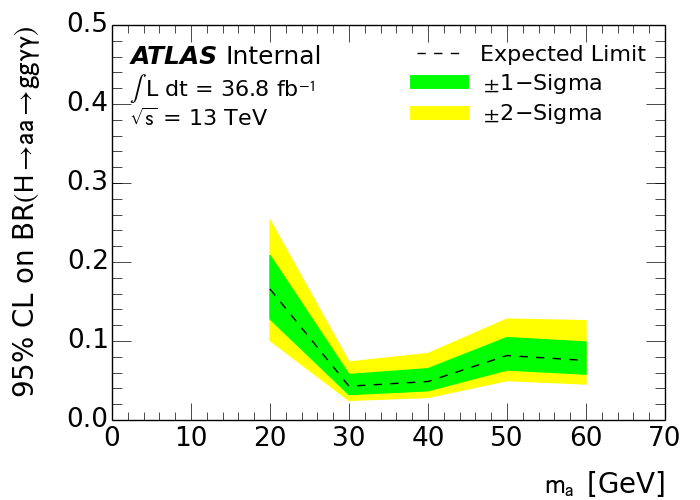 0.5
0.4
0.3
0.2
0.1
0.0
95% CL on BR(H→aa→ggγγ)
ATLAS Internal
∫L dt = 36.8 fb⁻¹
√s = 13 TeV
Expected Limit
±1−Sigma
±2−Sigma
0 10 20 30 40 50 60 70
mₐ [GeV]